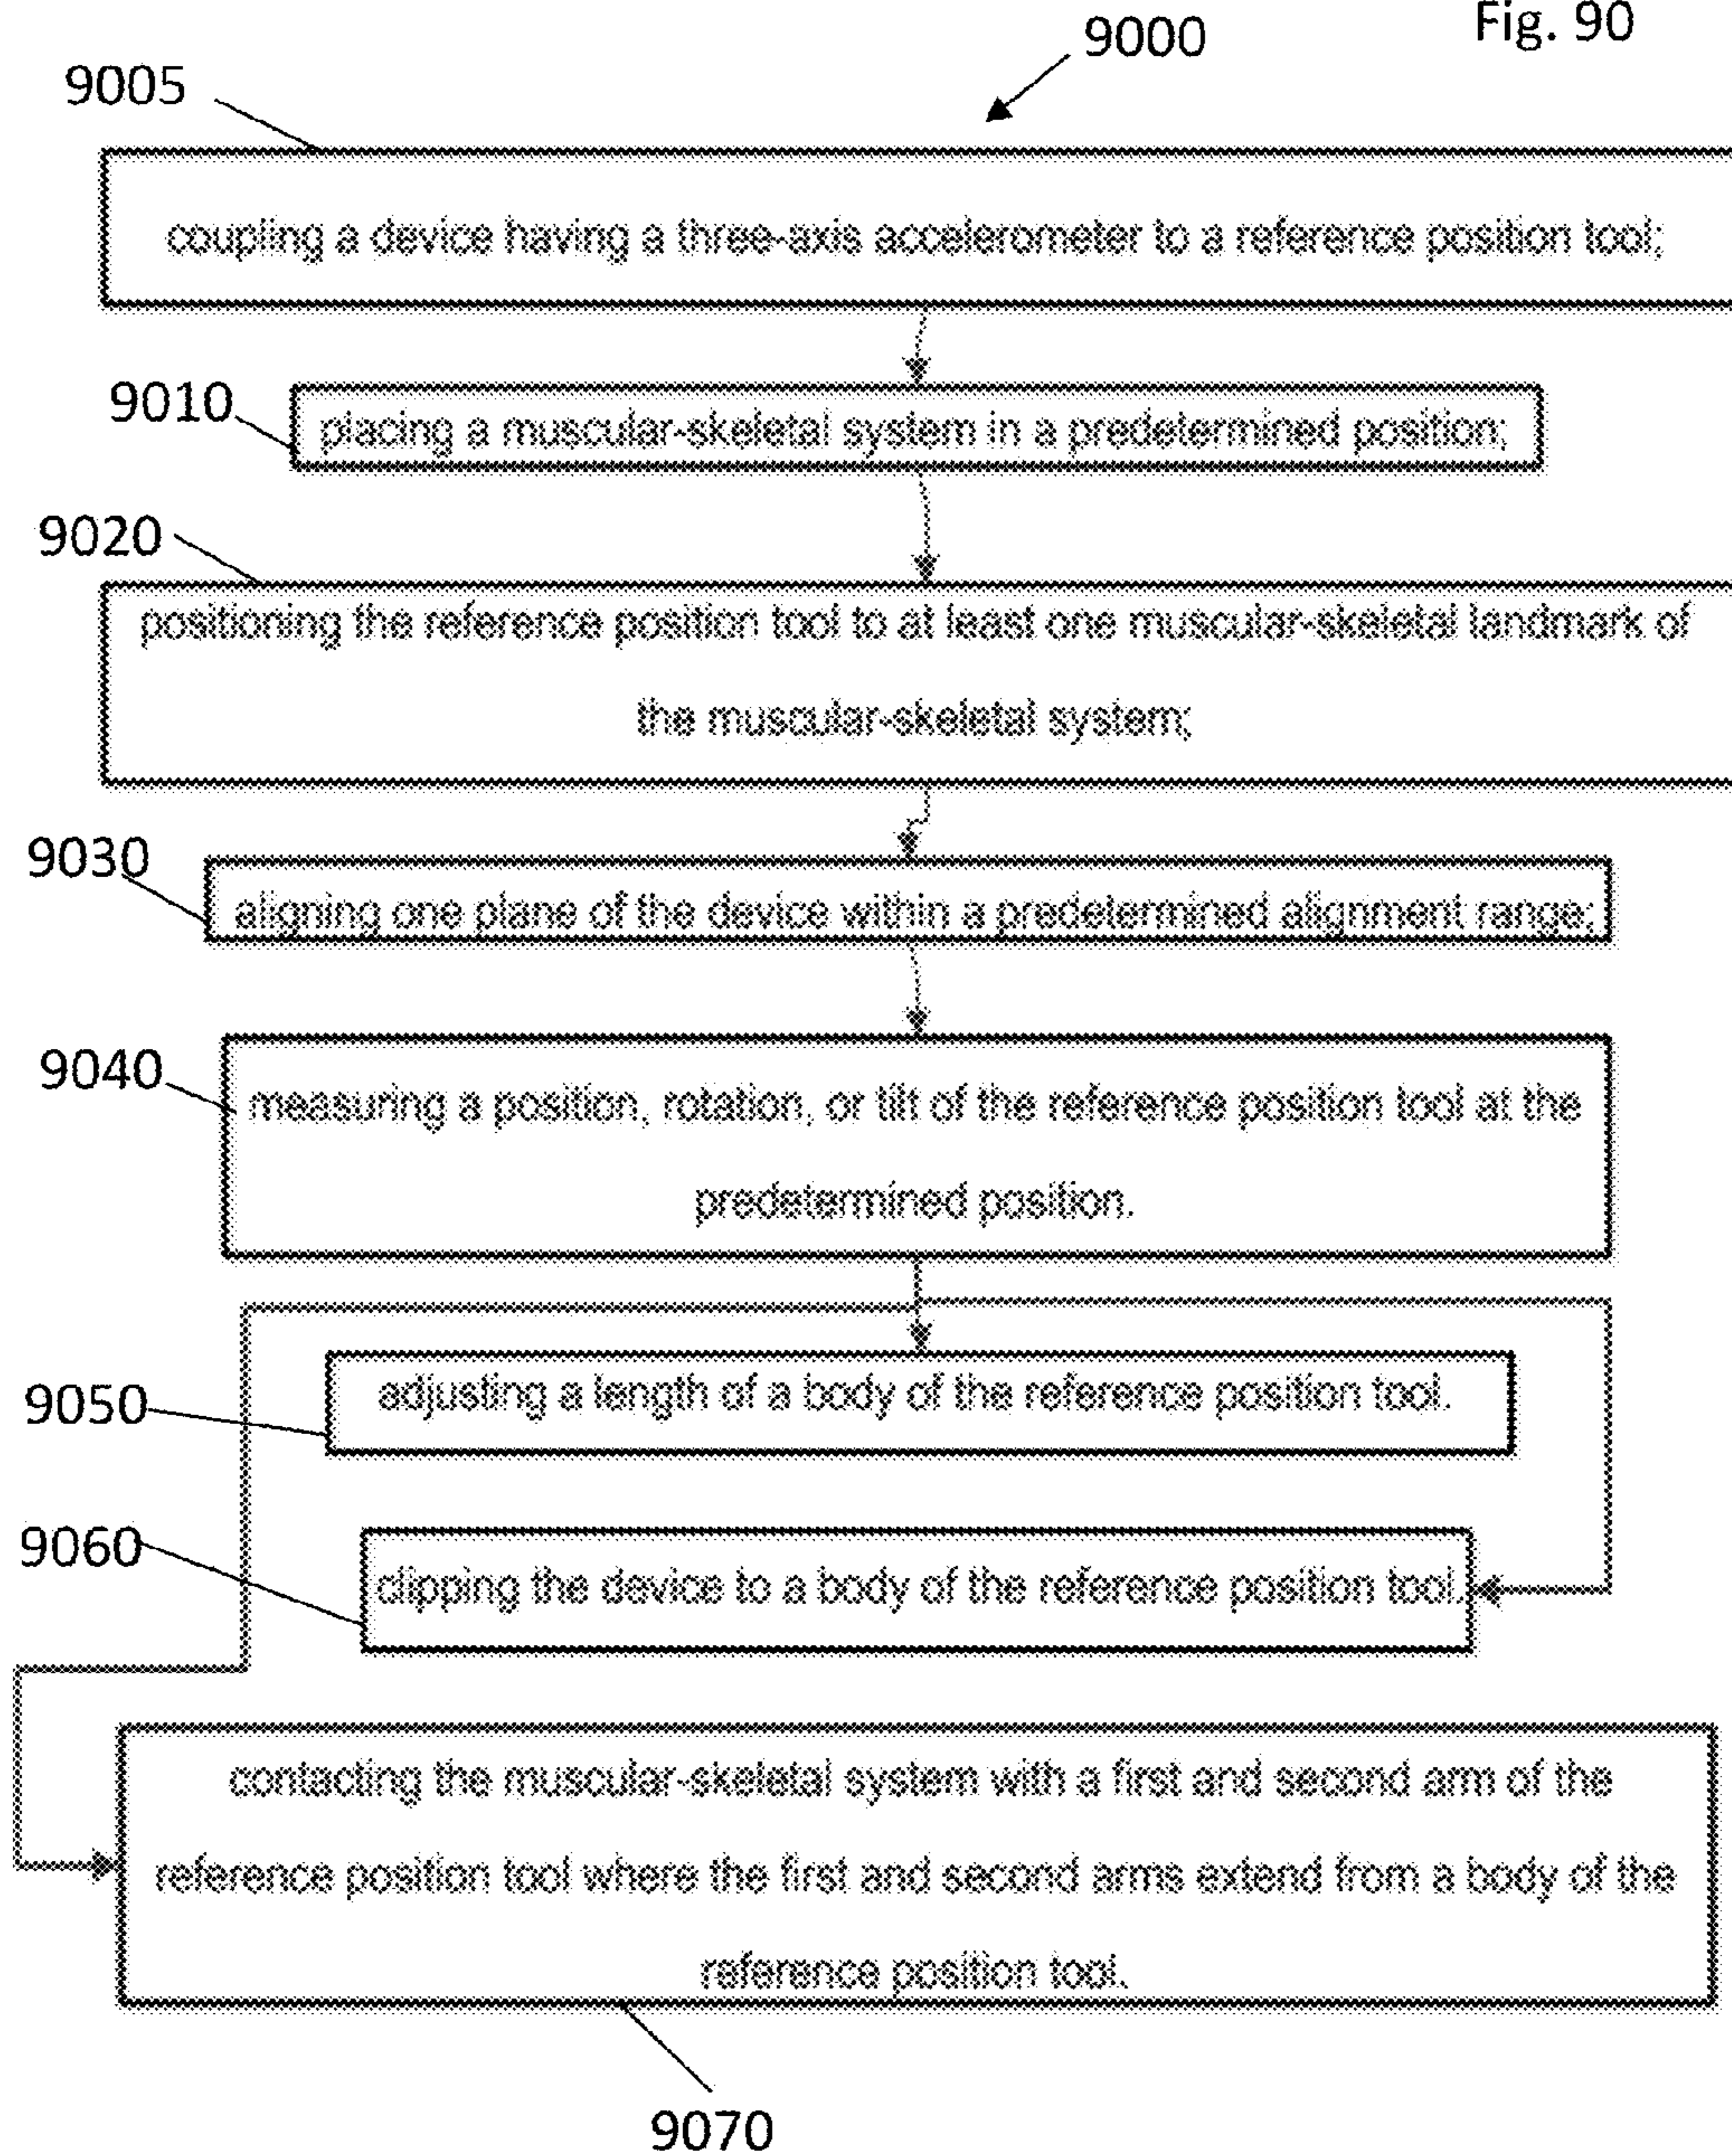 Fig. 90
9000
9005
coupling a device having a three-axis accelerometer to a reference position tool;
9010
placing a muscular-skeletal system in a predetermined position;
9020
positioning the reference position tool to at least one muscular-skeletal landmark of
the muscular-skeletal system;
9030
aligning one plane of the device within a predetermined alignment range;
9040
measuring a position, rotation, or tilt of the reference position tool at the
predetermined position.
9050
adjusting a length of a body of the reference position tool.
9060
clipping the device to a body of the reference position tool.
contacting the muscular-skeletal system with a first and second arm of the
reference position tool where the first and second arms extend from a body of the
reference position tool.
9070